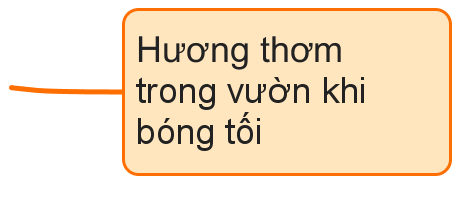 Hương thơm
trong vườn khi
bóng tối